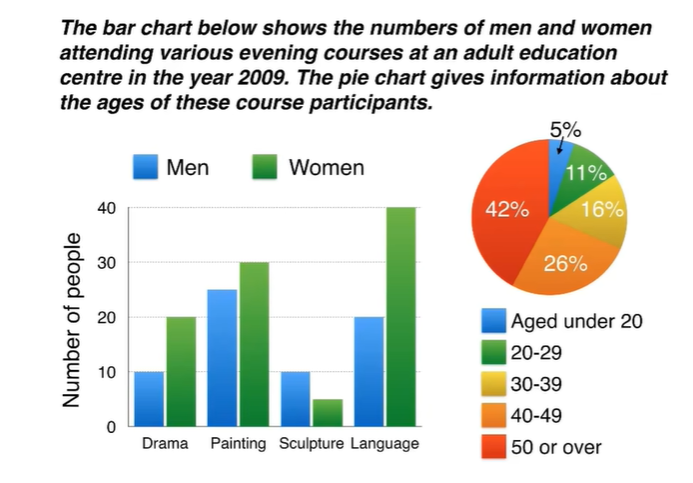 The bar chart below shows the numbers of men and women
attending various evening courses at an adult education
centre in the year 2009. The pie chart gives information about
the ages of these course participants.
Men
Women
Number of people
40
30
20
10
0
Drama
Painting
Sculpture
Language
5%
11%
16%
26%
42%
Aged under 20
20-29
30-39
40-49
50 or over